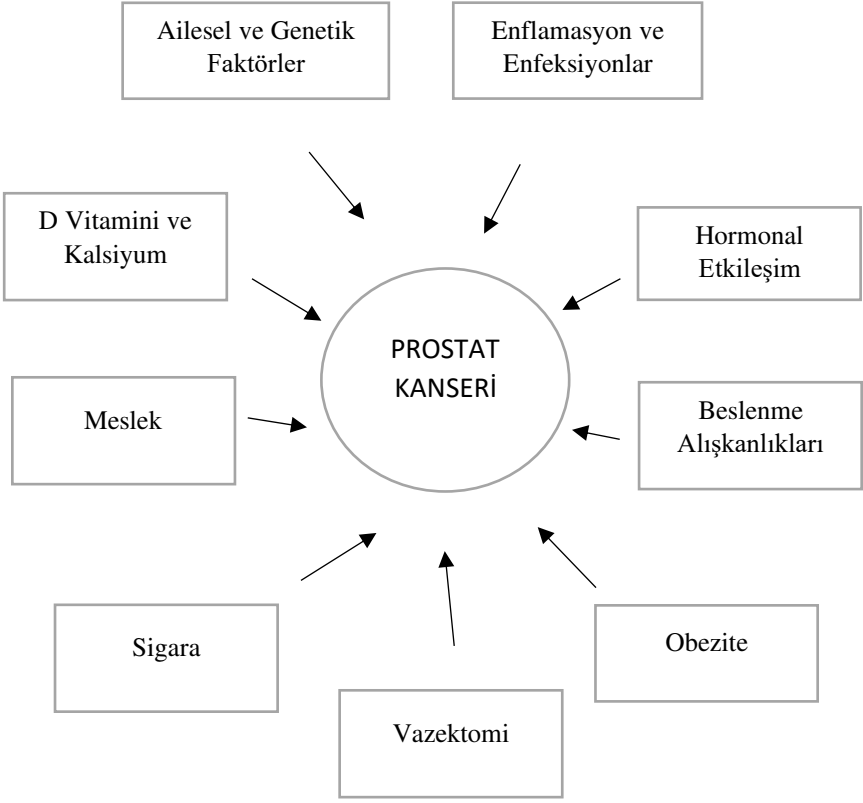 Ailesel ve Genetik
Faktörler
Enflamasyon ve
Enfeksiyonlar
D Vitamini ve
Kalsiyum
Hormonal
Etkileşim
PROSTAT
KANSERİ
Meslek
Beslenme
Alışkanlıkları
Sigara
Obezite
Vazektomi